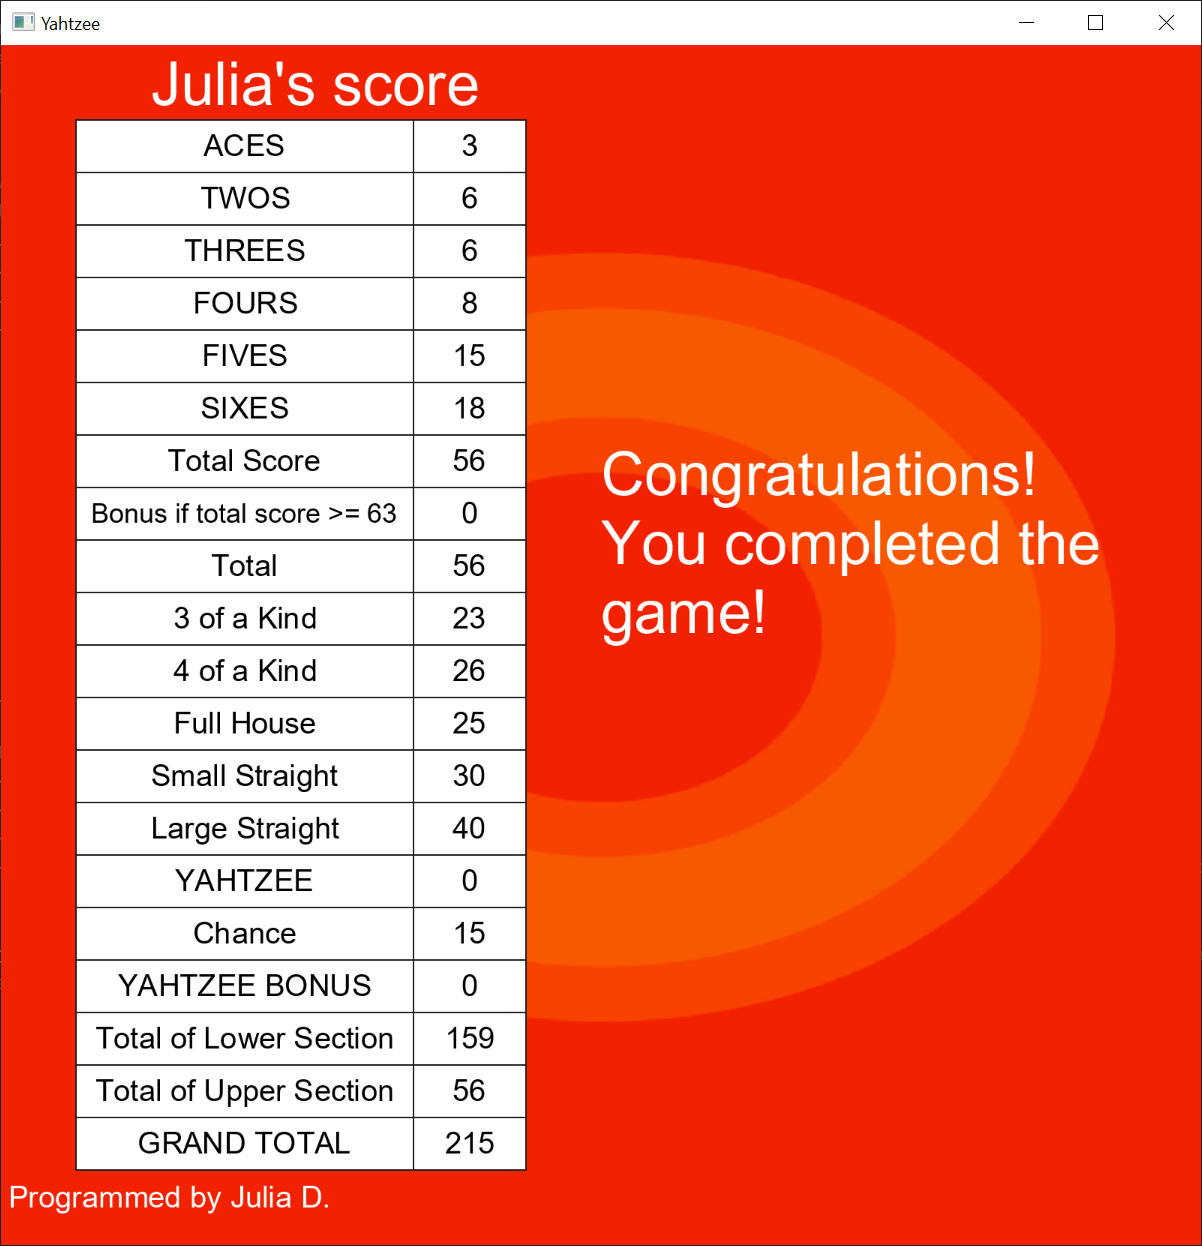 Yahtzee
Julia's score
ACES 3
TWOS 6
THREES 6
FOURS 8
FIVES 15
SIXES 18
Total Score 56
Bonus if total score >= 63 0
Total 56
3 of a Kind 23
4 of a Kind 26
Full House 25
Small Straight 30
Large Straight 40
YAHTZEE 0
Chance 15
YAHTZEE BONUS 0
Total of Lower Section 159
Total of Upper Section 56
GRAND TOTAL 215
Congratulations!
You completed the
game!
Programmed by Julia D.